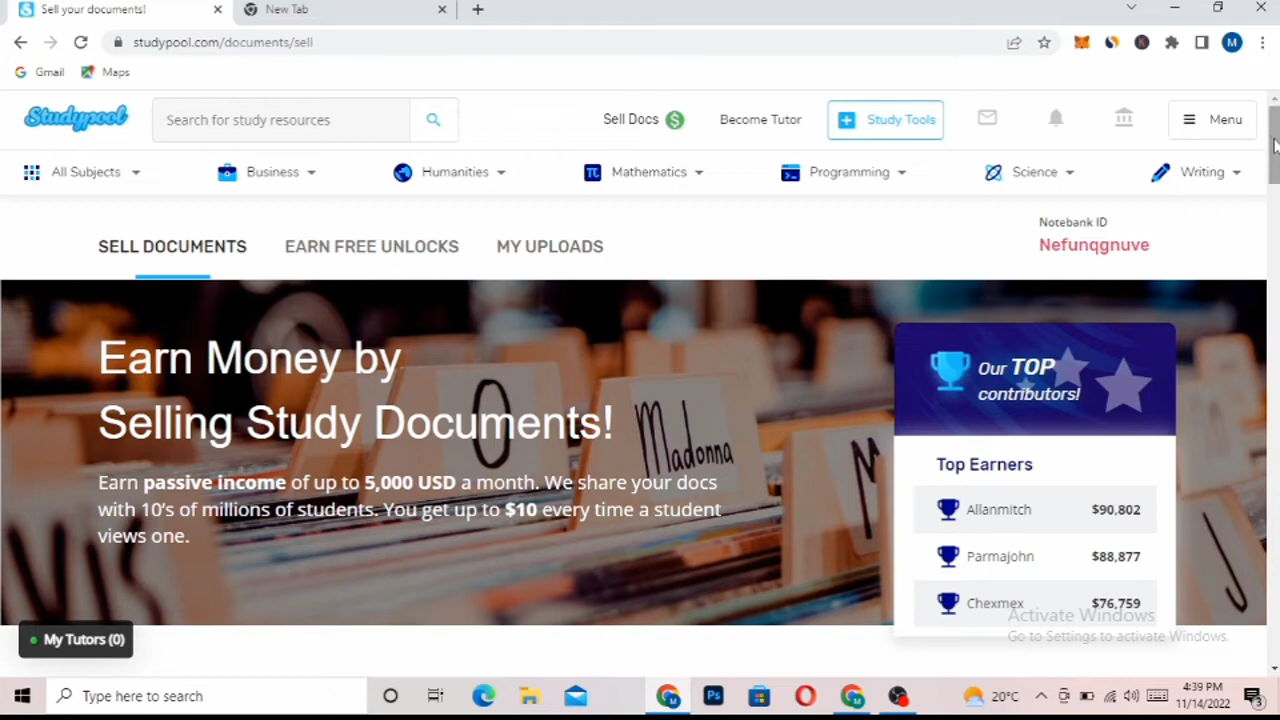 Sell your documents!
New Tab
studypool.com/documents/sell
M
Gmail
Maps
Studypool
Search for study resources
Sell Docs
Become Tutor
Study Tools
Menu
All Subjects
Business
Humanities
Mathematics
Programming
Science
Writing
SELL DOCUMENTS
EARN FREE UNLOCKS
MY UPLOADS
Notebank ID
Nefunqgnuve
Earn Money by
Selling Study Documents!
O
Madonna
M
J
Earn passive income of up to 5,000 USD a month. We share your docs
with 10's of millions of students. You get up to $10 every time a student
views one.
Our TOP
contributors!
Top Earners
Allanmitch $90,802
Parmajohn $88,877
Chexmex $76,759
Activate Windows
Go to Settings to activate Windows.
My Tutors (0)
Type here to search
Ps
20°C
4:39 PM
11/14/2022
3